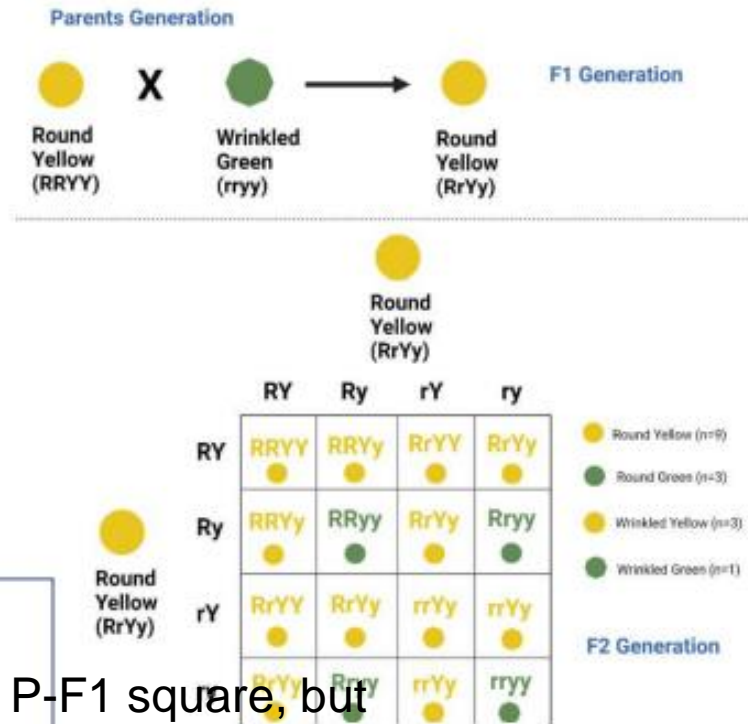 Parents Generation
X
F1 Generation
Round
Yellow
(RRYY)
Wrinkled
Green
(rryy)
Round
Yellow
(RrYy)
Round
Yellow
(RrYy)
RY Ry rY ry
RY RRYY RRYy RrYY RrYy
Ry RRYy RRyy RrYy Rryy
rY RrYY RrYy rrYy rrYy
rrYy rryy
Round
Yellow
(RrYy)
Round Yellow (n=9)
Round Green (n=3)
Wrinkled Yellow (n=3)
Wrinkled Green (n=1)
F2 Generation
P-F1 square, but